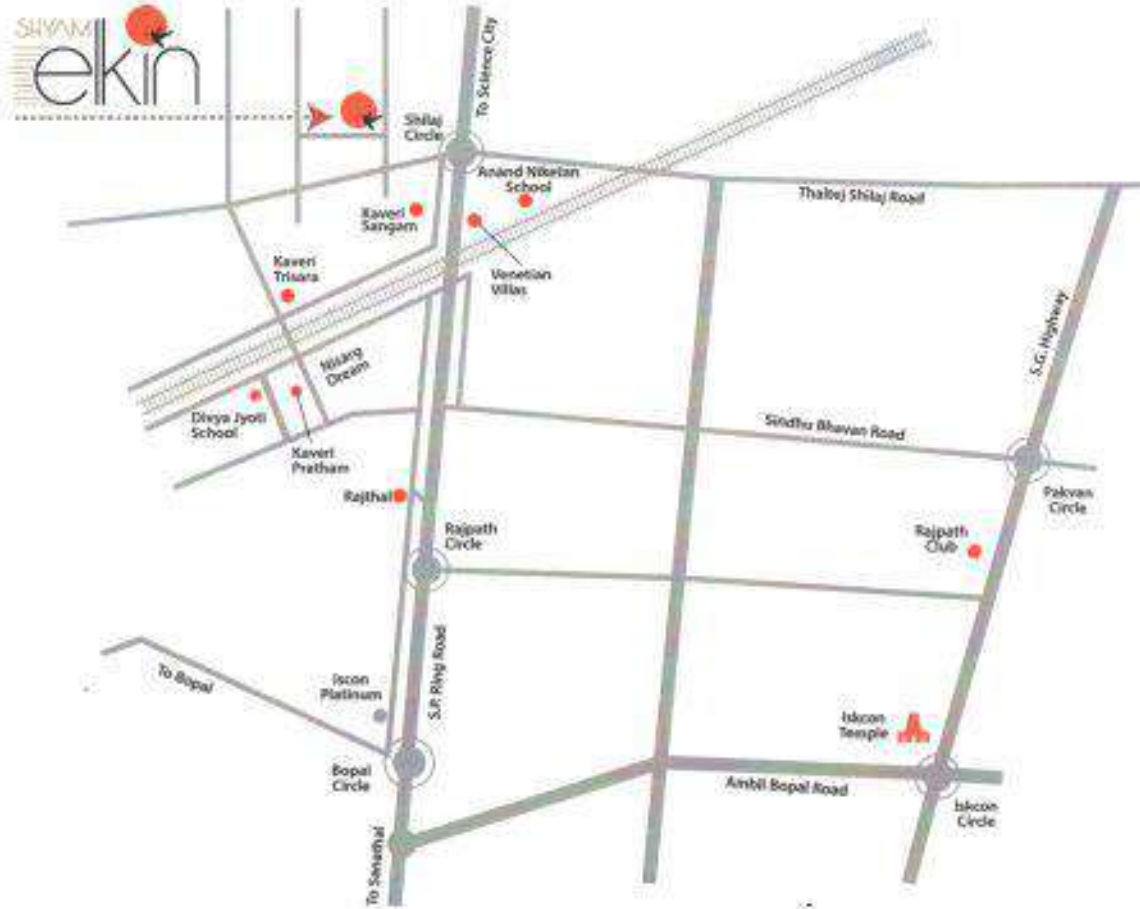 SHYAM
ekin
To Science City
Shilaj
Circle
Anand Niketan
School
Thaltej Shilaj Road
Kaveri
Sangam
Kaveri
Trisara
Venetian
Villas
S.G. Highway
Nisarg
Dream
Divya Jyoti
School
Kaveri
Pratham
Sindhu Bhavan Road
Pakvan
Circle
Rajthal
Rajpath
Circle
Rajpath
Club
To Bopal
Iscon
Platinum
S.P. Ring Road
Iskcon
Temple
Bopal
Circle
Ambli Bopal Road
Iskcon
Circle
To Sanathal